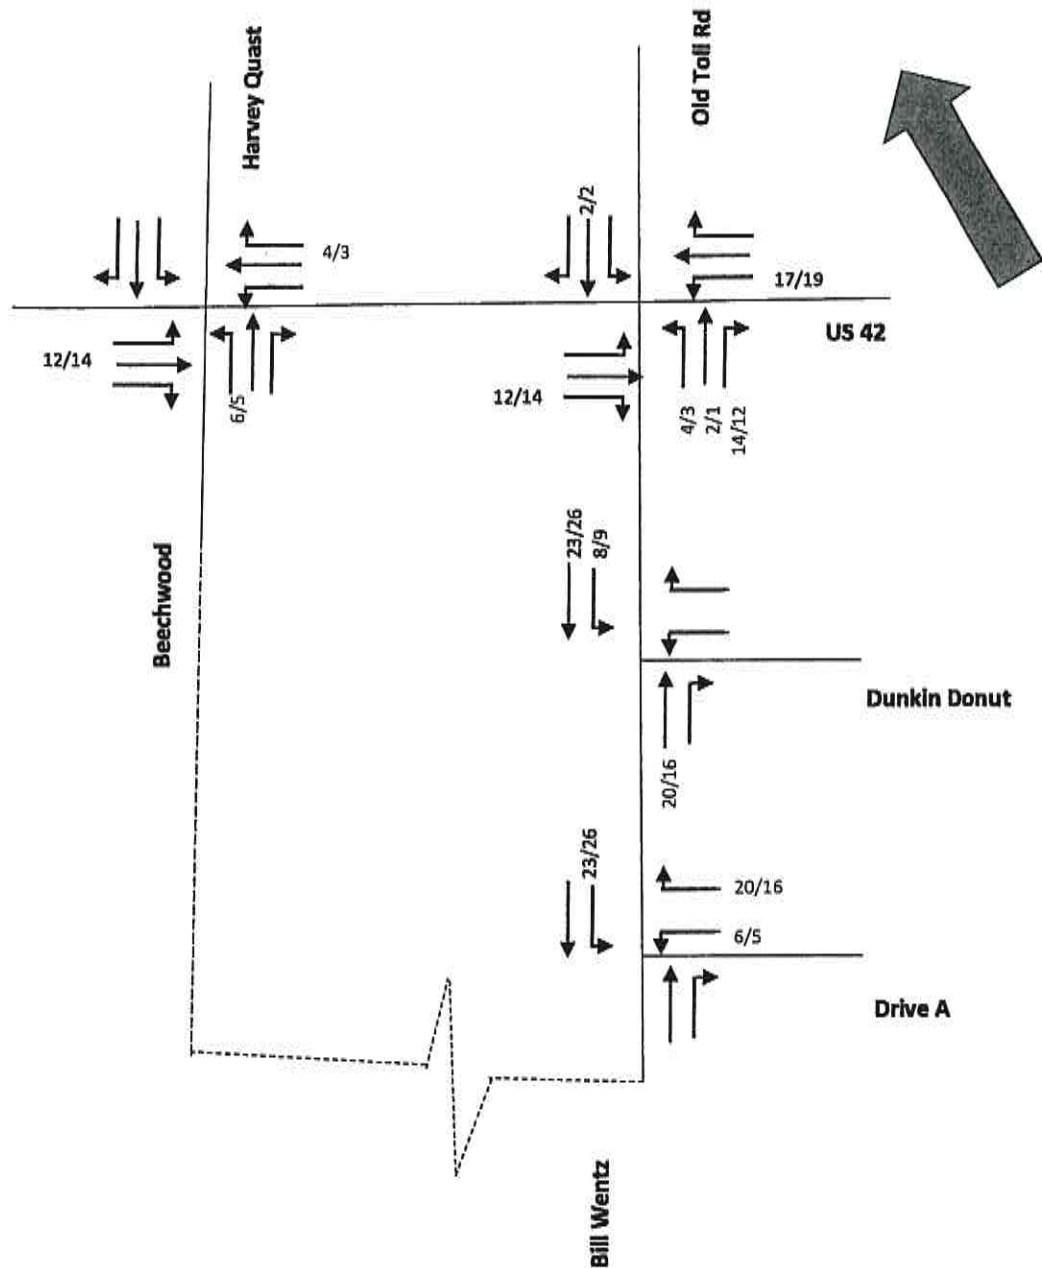 Harvey Quast
Old Toll Rd
2/2
4/3
17/19
US 42
12/14
6/5
12/14
4/3
2/1
14/12
Beechwood
23/26
8/9
Dunkin Donut
20/16
23/26
20/16
6/5
Drive A
Bill Wentz